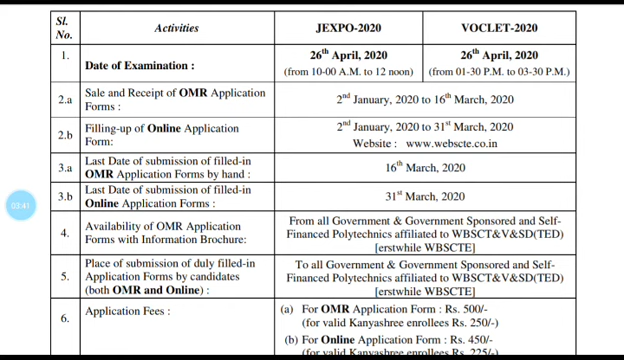 Sl. No.
Activities
JEXPO-2020
VOCLET-2020
1.
Date of Examination :
26th April, 2020
(from 10-00 A.M. to 12 noon)
26th April, 2020
(from 01-30 P.M. to 03-30 P.M.)
2.a
Sale and Receipt of OMR Application
Forms :
2nd January, 2020 to 16th March, 2020
2.b
Filling-up of Online Application
Form:
2nd January, 2020 to 31st March, 2020
Website : www.webscte.co.in
3.a
Last Date of submission of filled-in
OMR Application Forms by hand :
16th March, 2020
3.b
Last Date of submission of filled-in
Online Application Forms :
31st March, 2020
03:41
4.
Availability of OMR Application
Forms with Information Brochure:
From all Government & Government Sponsored and Self-
Financed Polytechnics affiliated to WBSCT&V&SD(TED)
[erstwhile WBSCTE]
5.
Place of submission of duly filled-in
Application Forms by candidates
(both OMR and Online) :
To all Government & Government Sponsored and Self-
Financed Polytechnics affiliated to WBSCT&V&SD(TED)
[erstwhile WBSCTE]
6.
Application Fees :
(a) For OMR Application Form : Rs. 500/-
(for valid Kanyashree enrollees Rs. 250/-)
(b) For Online Application Form : Rs. 450/-
(for valid Kanyashree enrollees Rs. 225/-)